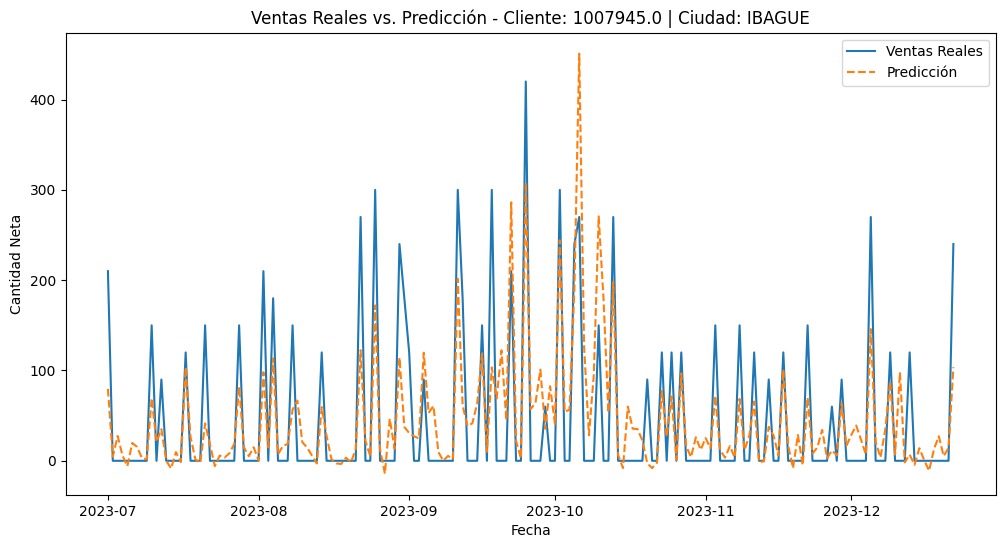 Ventas Reales vs. Predicción - Cliente: 1007945.0 | Ciudad: IBAGUE
Ventas Reales
Predicción
Cantidad Neta
400
300
200
100
0
2023-07 2023-08 2023-09 2023-10 2023-11 2023-12
Fecha